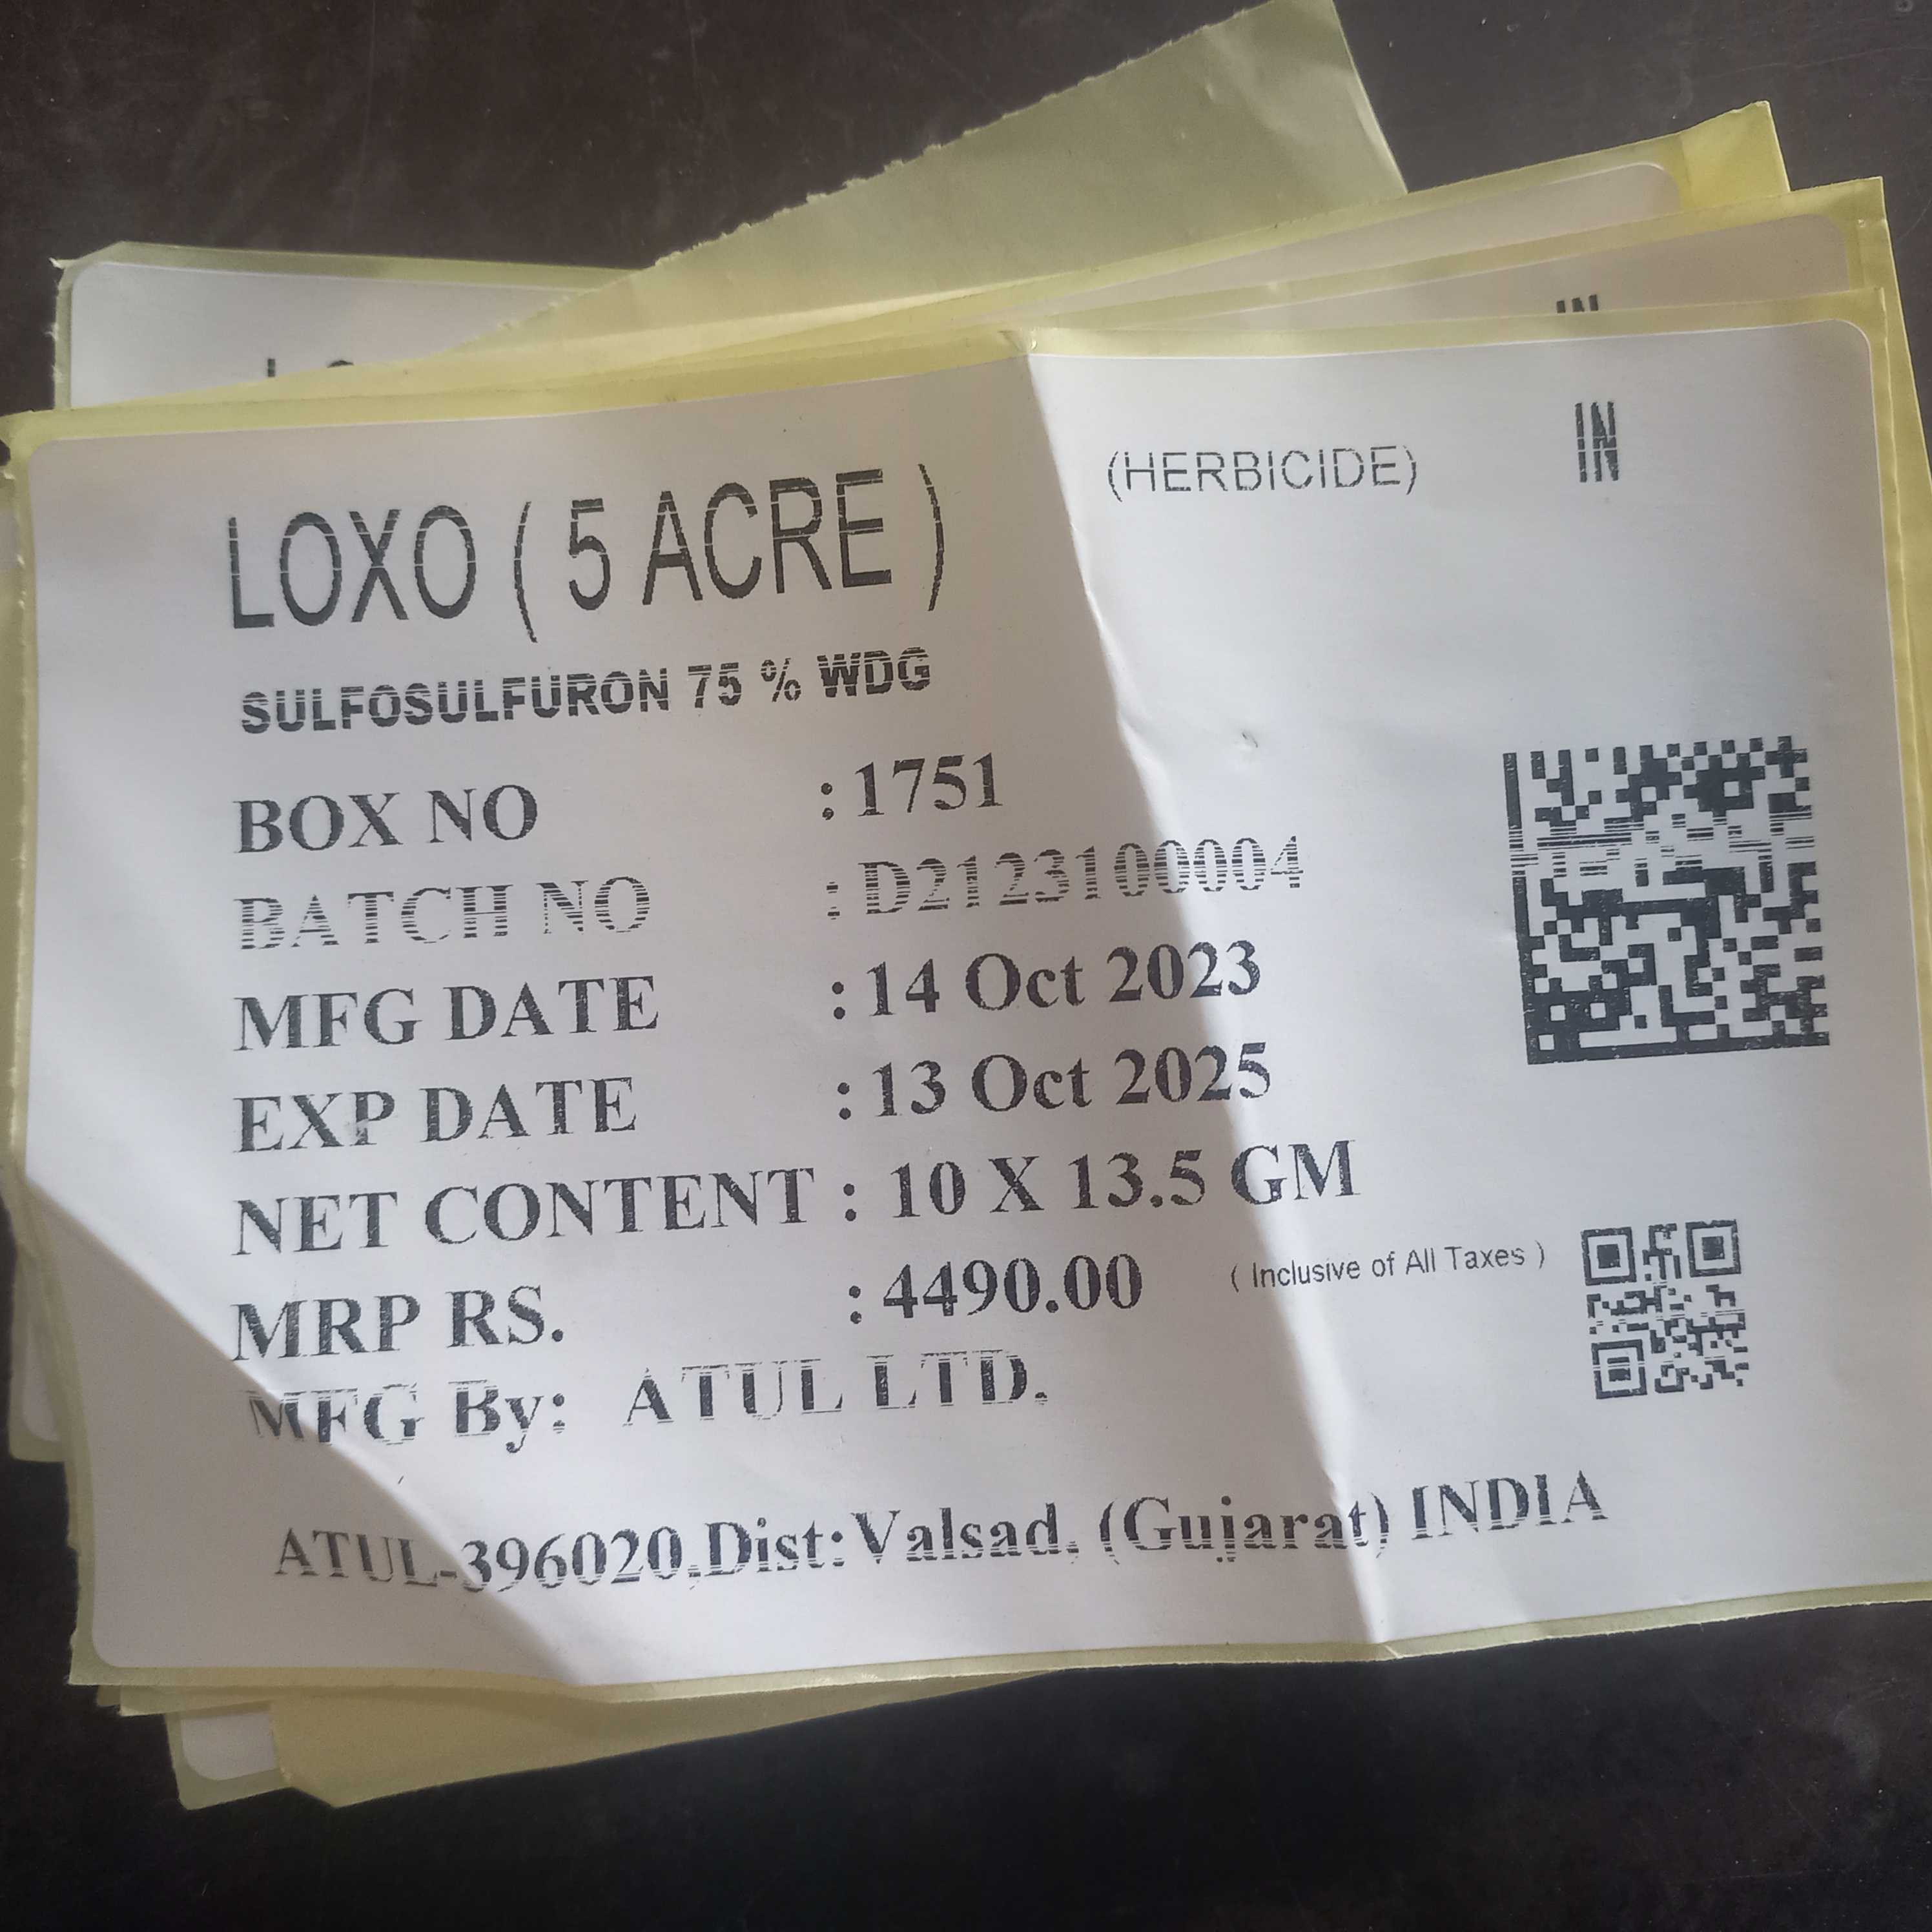 LOXO ( 5 ACRE ) (HERBICIDE) IN
SULFOSULFURON 75 % WDG
BOX NO : 1751
BATCH NO : D2123100004
MFG DATE : 14 Oct 2023
EXP DATE : 13 Oct 2025
NET CONTENT : 10 X 13.5 GM
MRP RS. : 4490.00 ( Inclusive of All Taxes )
MFG By: ATUL LTD.
ATUL-396020,Dist:Valsad, (Gujarat) INDIA